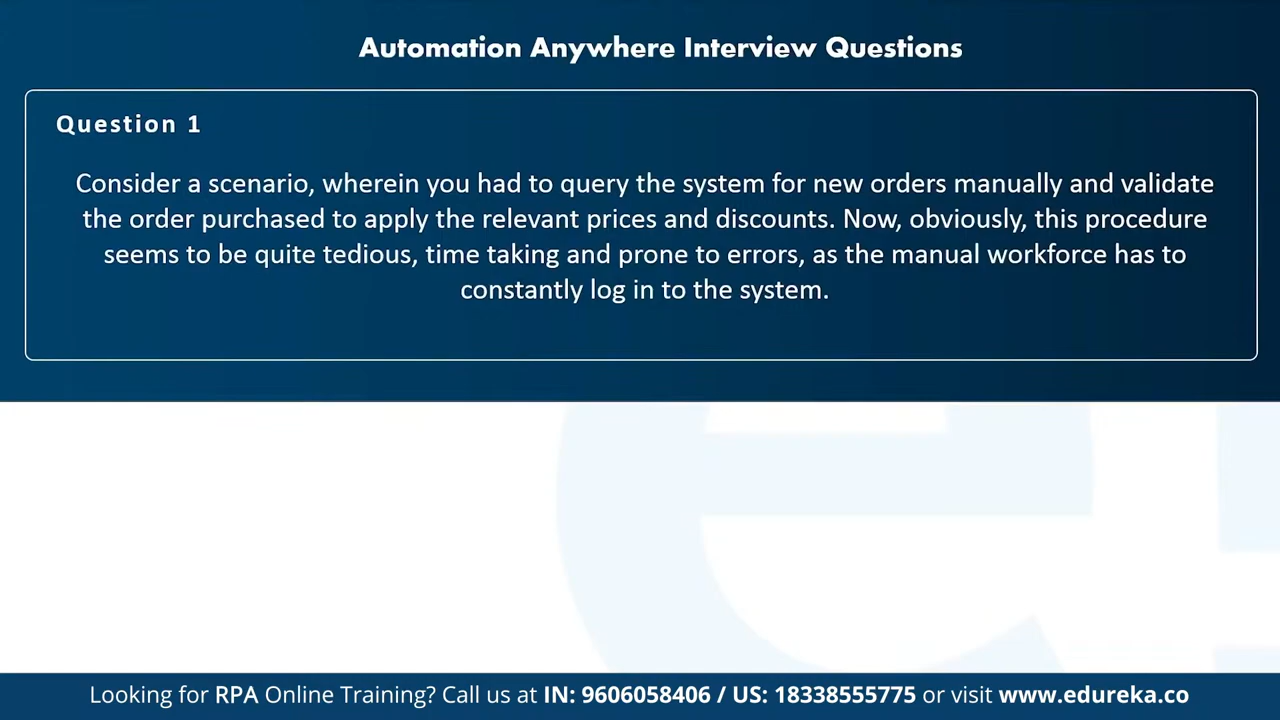 Automation Anywhere Interview Questions
Question 1
Consider a scenario, wherein you had to query the system for new orders manually and validate
the order purchased to apply the relevant prices and discounts. Now, obviously, this procedure
seems to be quite tedious, time taking and prone to errors, as the manual workforce has to
constantly log in to the system.
Looking for RPA Online Training? Call us at IN: 9606058406 / US: 18338555775 or visit www.edureka.co